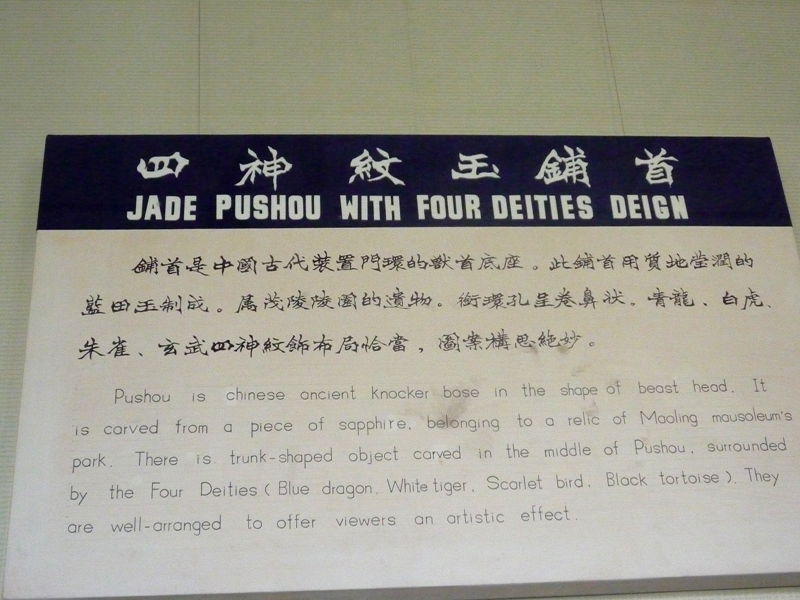 四神紋玉鋪首
JADE PUSHOU WITH FOUR DEITIES DEIGN
鋪首是中國古代裝置門環的獸首底座。此鋪首用質地瑩潤的
藍田玉制成。属茂陵陵園的遺物。銜環孔呈卷鼻狀。青龍、白虎、
朱雀、玄武四神紋飾布局恰當，圖案構思絶妙。
Pushou is chinese ancient knocker base in the shape of beast head. It
is carved from a piece of sapphire, belonging to a relic of Maoling mausoleum's
park. There is trunk-shaped object carved in the middle of Pushou, surrounded
by the Four Deities ( Blue dragon, White tiger, Scarlet bird, Black tortoise ). They
are well-arranged to offer viewers an artistic effect.